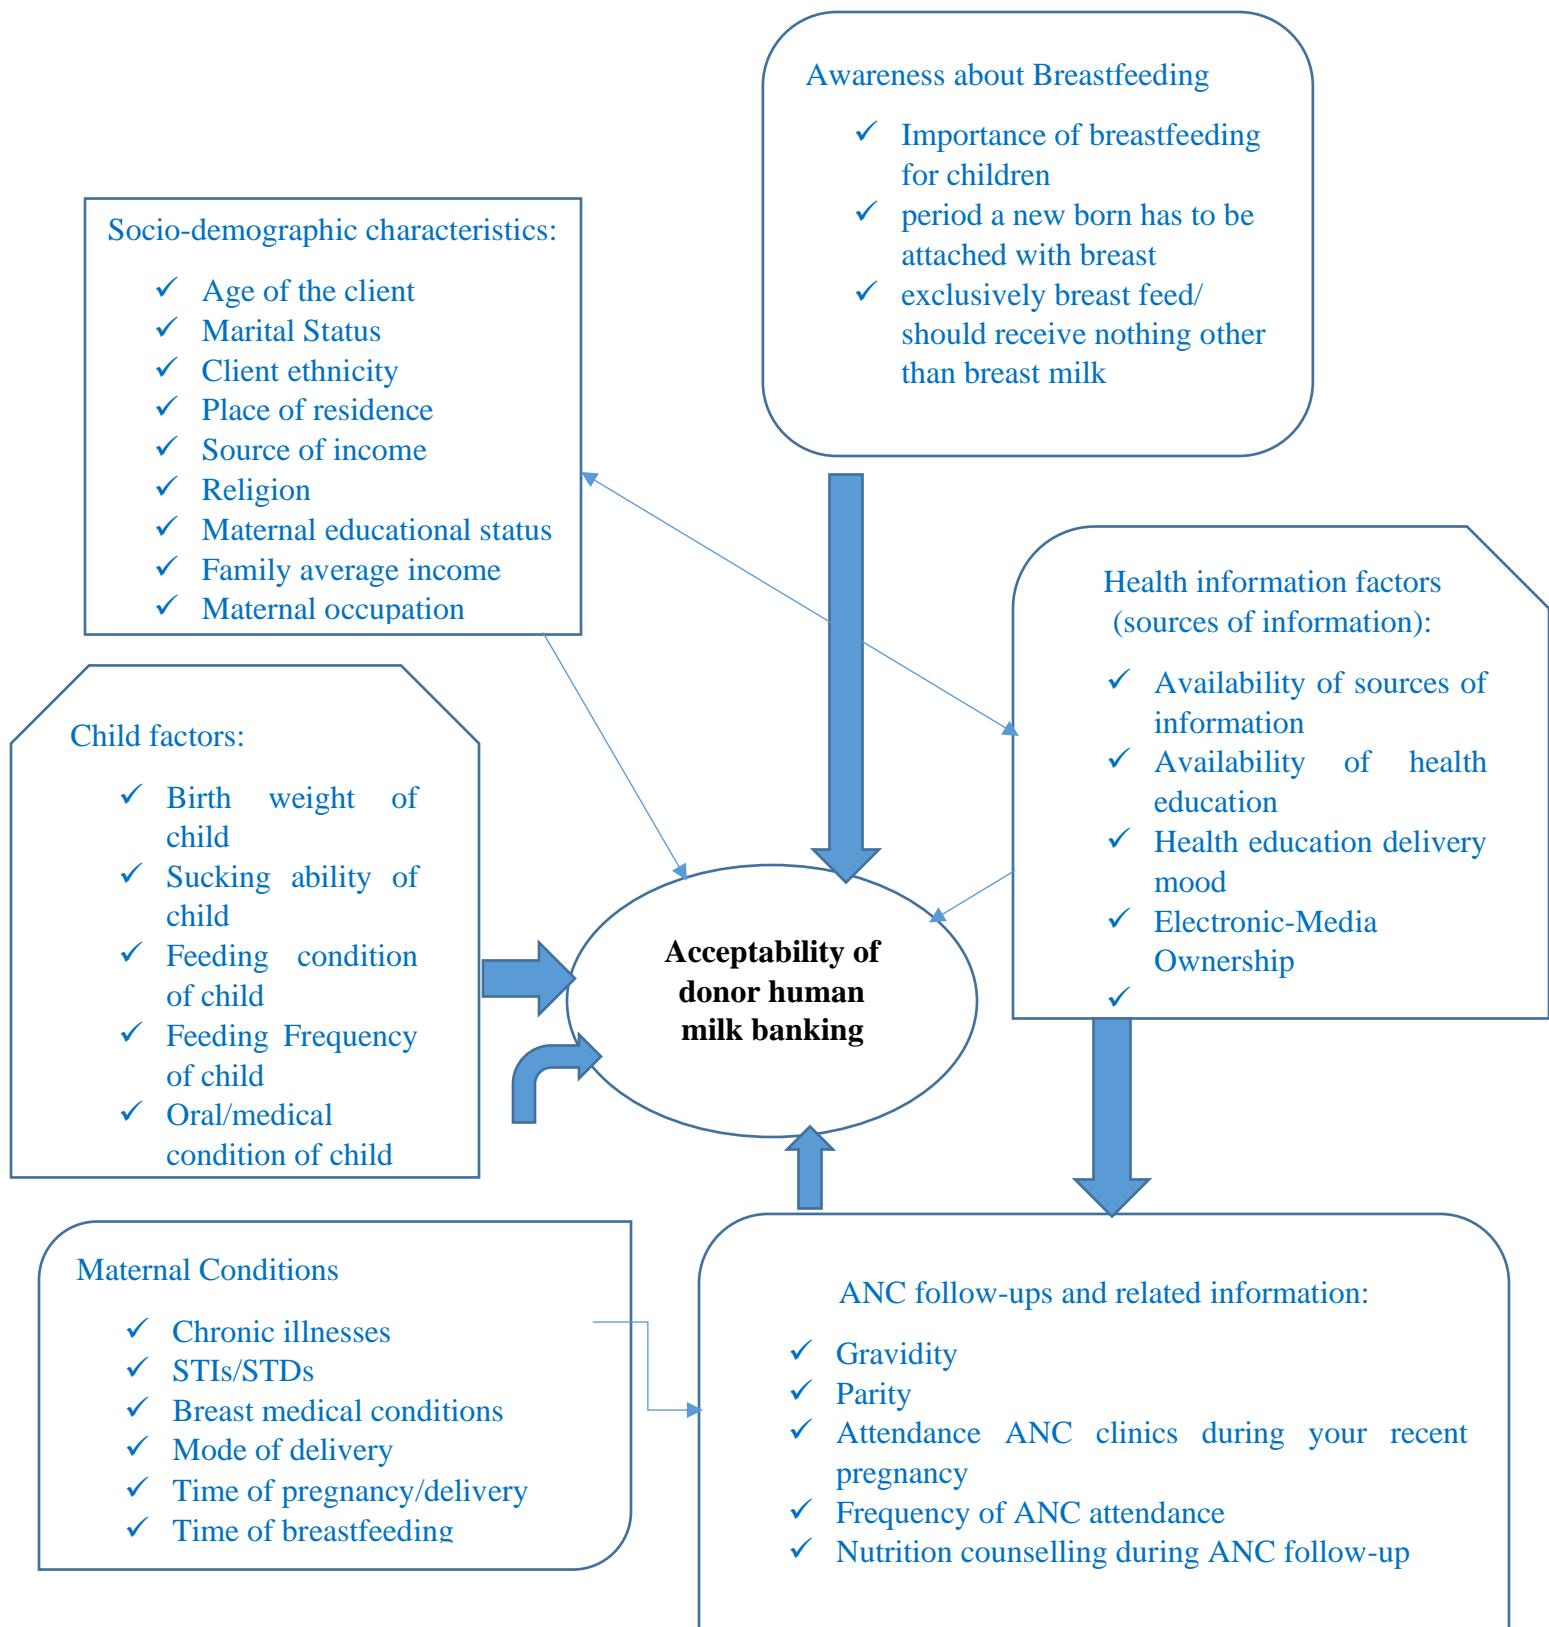 Awareness about Breastfeeding
✓ Importance of breastfeeding
for children
✓ period a new born has to be
attached with breast
✓ exclusively breast feed/
should receive nothing other
than breast milk
Socio-demographic characteristics:
✓ Age of the client
✓ Marital Status
✓ Client ethnicity
✓ Place of residence
✓ Source of income
✓ Religion
✓ Maternal educational status
✓ Family average income
✓ Maternal occupation
Health information factors
(sources of information):
✓ Availability of sources of
information
✓ Availability of health
education
✓ Health education delivery
mood
✓ Electronic-Media
Ownership
✓
Child factors:
✓ Birth weight of
child
✓ Sucking ability of
child
✓ Feeding condition
of child
✓ Feeding Frequency
of child
✓ Oral/medical
condition of child
Acceptability of
donor human
milk banking
Maternal Conditions
✓ Chronic illnesses
✓ STIs/STDs
✓ Breast medical conditions
✓ Mode of delivery
✓ Time of pregnancy/delivery
✓ Time of breastfeeding
ANC follow-ups and related information:
✓ Gravidity
✓ Parity
✓ Attendance ANC clinics during your recent
pregnancy
✓ Frequency of ANC attendance
✓ Nutrition counselling during ANC follow-up